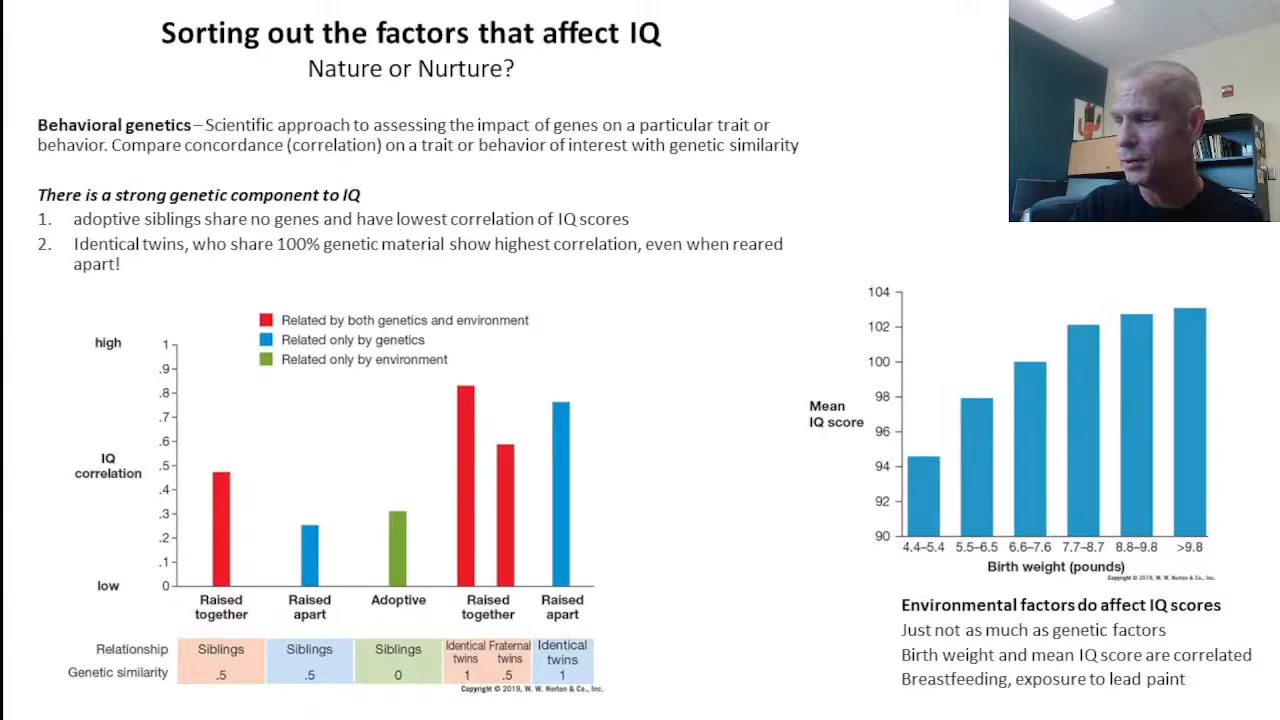 Sorting out the factors that affect IQ
Nature or Nurture?
Behavioral genetics – Scientific approach to assessing the impact of genes on a particular trait or
behavior. Compare concordance (correlation) on a trait or behavior of interest with genetic similarity
There is a strong genetic component to IQ
1. adoptive siblings share no genes and have lowest correlation of IQ scores
2. Identical twins, who share 100% genetic material show highest correlation, even when reared
apart!
Related by both genetics and environment
Related only by genetics
Related only by environment
high
IQ
correlation
low
1
.9
.8
.7
.6
.5
.4
.3
.2
.1
0
Raised
together
Raised
apart
Adoptive
Raised
together
Raised
apart
Relationship
Siblings
Siblings
Siblings
Identical
twins
Fraternal
twins
Identical
twins
Genetic similarity
.5
.5
0
1
.5
1
Copyright © 2019, W. W. Norton & Co., Inc.
Mean
IQ score
104
102
100
98
96
94
92
90
4.4–5.4 5.5–6.5 6.6–7.6 7.7–8.7 8.8–9.8 >9.8
Birth weight (pounds)
Copyright © 2019, W. W. Norton & Co., Inc.
Environmental factors do affect IQ scores
Just not as much as genetic factors
Birth weight and mean IQ score are correlated
Breastfeeding, exposure to lead paint